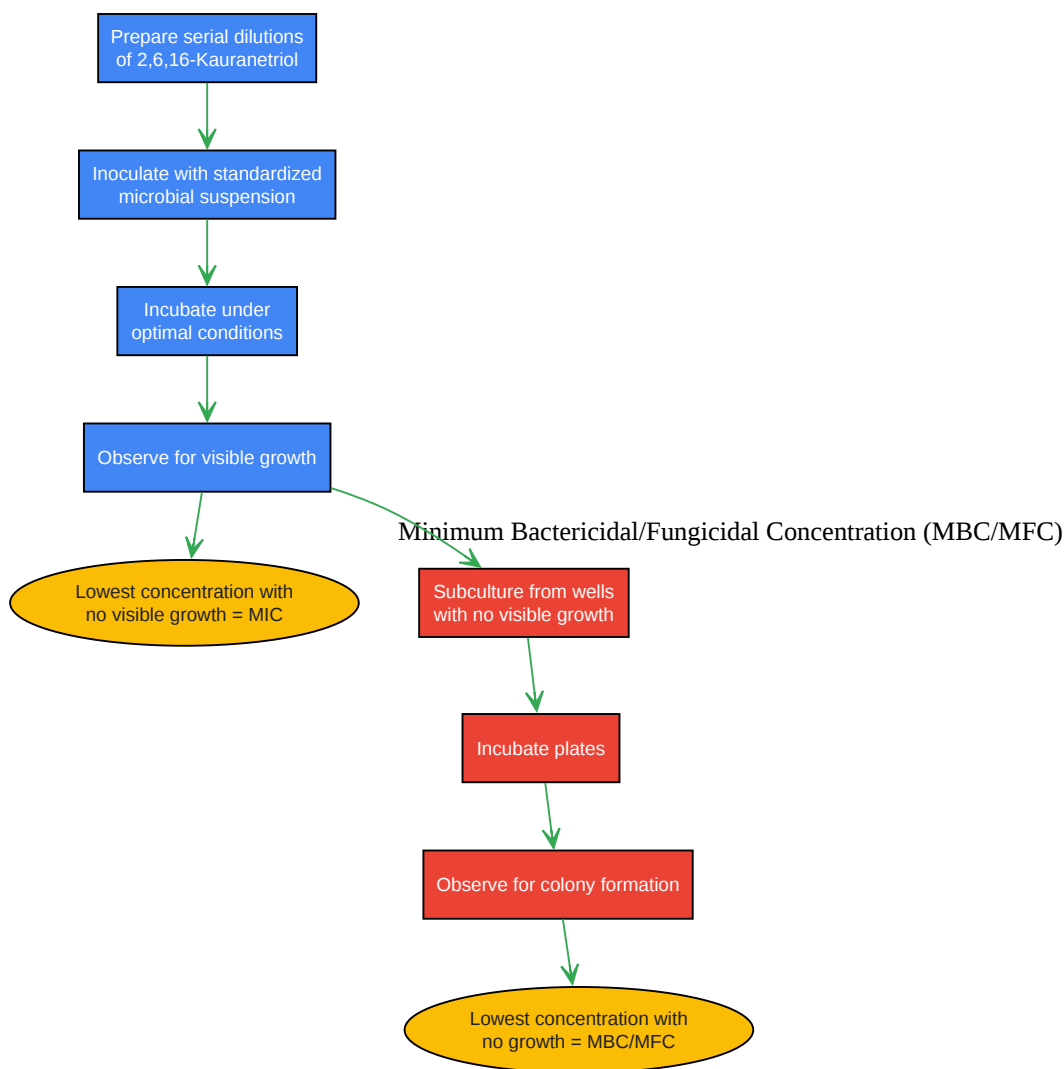 Prepare serial dilutions
of 2,6,16-Kauranetriol
Inoculate with standardized
microbial suspension
Incubate under
optimal conditions
Observe for visible growth
Minimum Bactericidal/Fungicidal Concentration (MBC/MFC)
Lowest concentration with
no visible growth = MIC
Subculture from wells
with no visible growth
Incubate plates
Observe for colony formation
Lowest concentration with
no growth = MBC/MFC